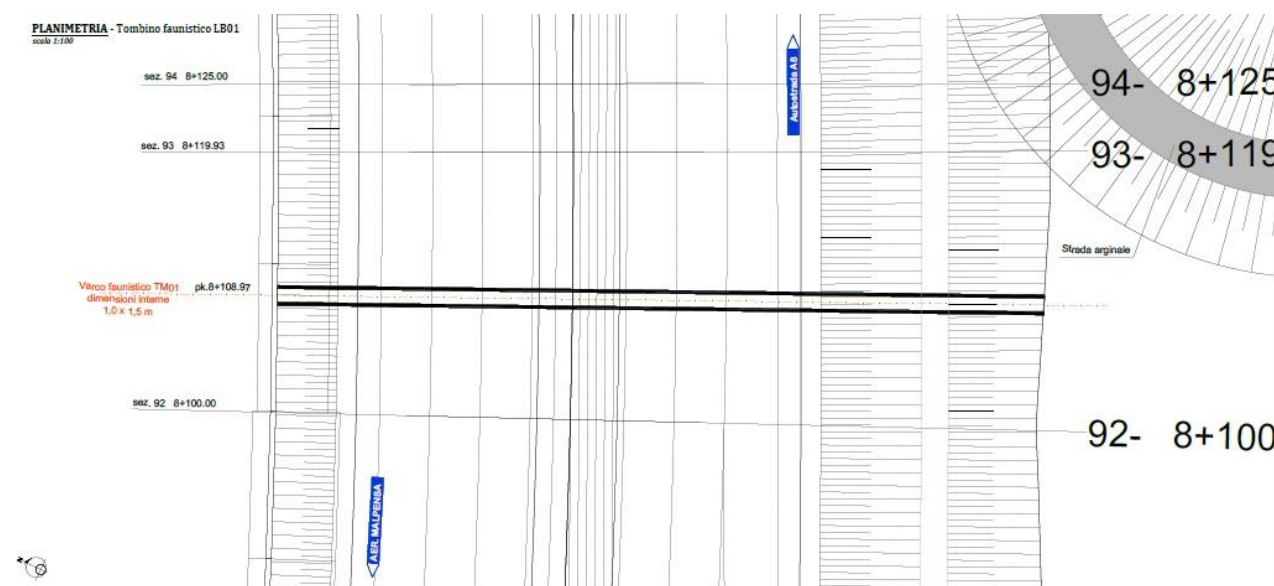 PLANIMETRIA - Tombino faunistico LB01
scala 1:100
sez. 94 8+125.00
sez. 93 8+119.93
Autostrada A8
94- 8+125
93- 8+119
Strada arginale
Varco faunistico TM01 pk.8+108.97
dimensioni interne
1,0 x 1,5 m
sez. 92 8+100.00
92- 8+100
AER. MALPENSA
N